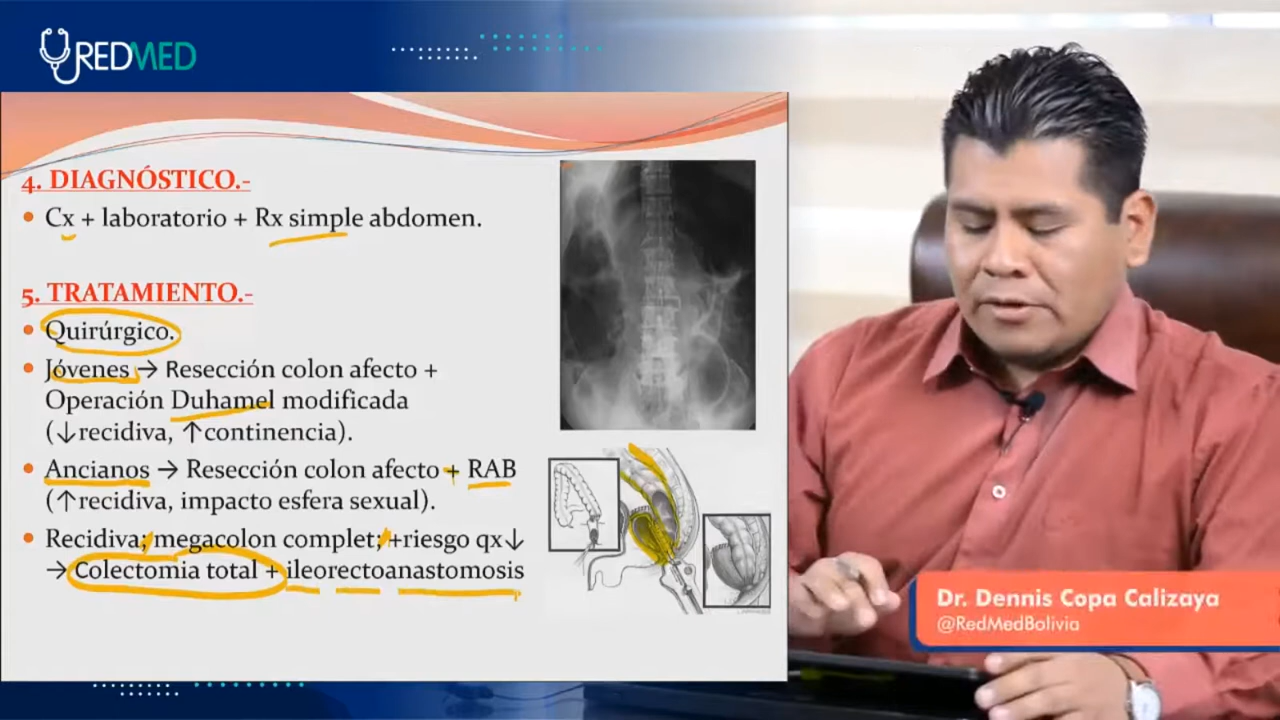 REDMED
4. DIAGNÓSTICO.-
• Cx + laboratorio + Rx simple abdomen.
5. TRATAMIENTO.-
• Quirúrgico.
• Jóvenes → Resección colon afecto +
Operación Duhamel modificada
(↓recidiva, ↑continencia).
• Ancianos → Resección colon afecto + RAB
(↑recidiva, impacto esfera sexual).
• Recidiva; megacolon complet; +riesgo qx↓
→ Colectomia total + ileorectoanastomosis
Dr. Dennis Copa Calizaya
@RedMedBolivia